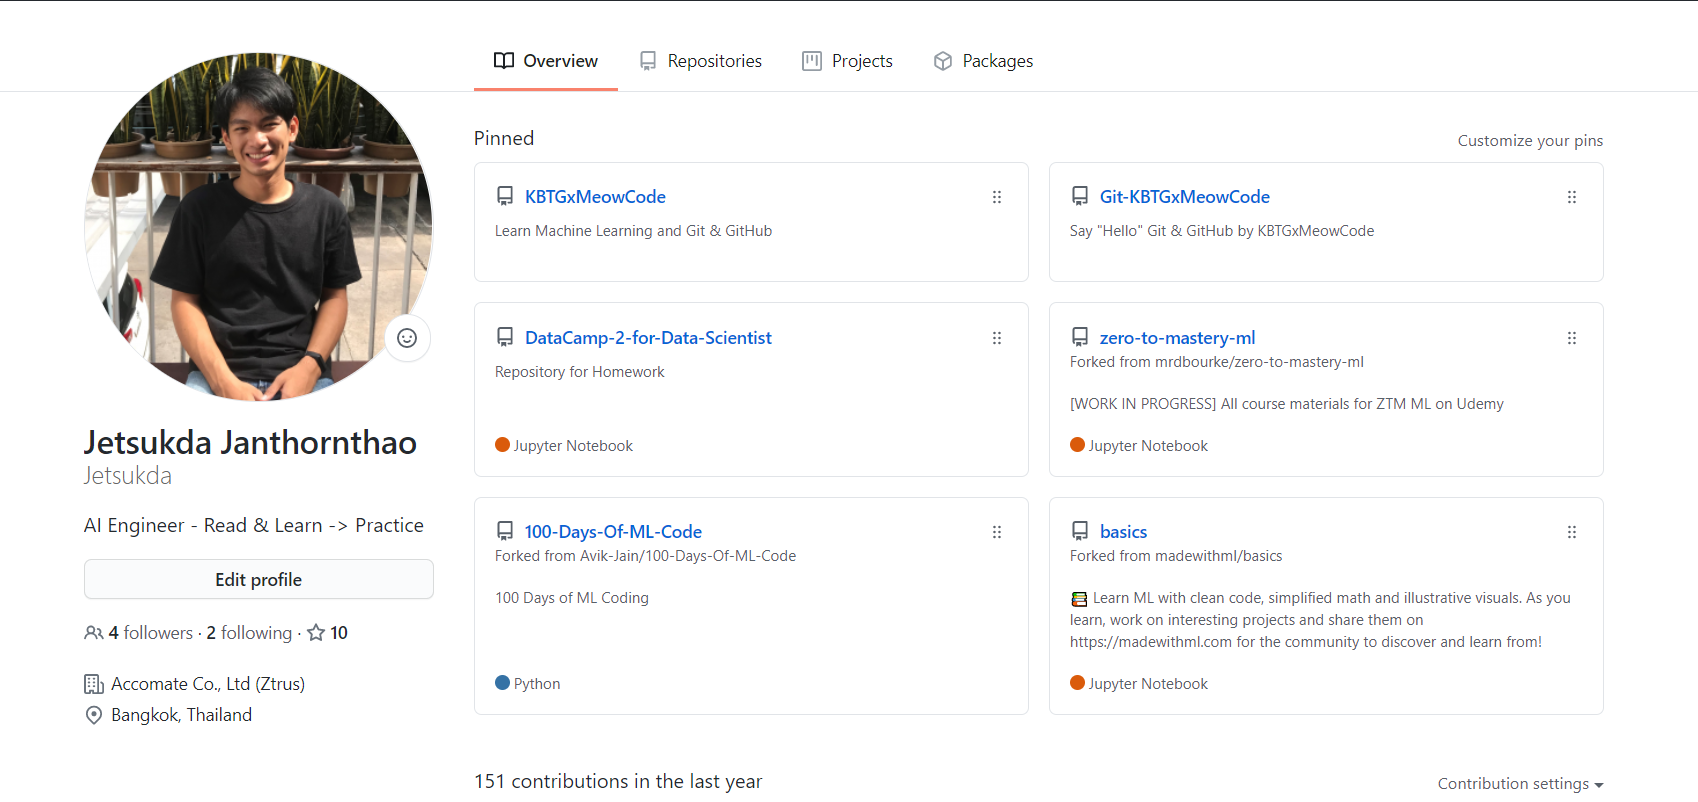 Overview
Repositories
Projects
Packages
Jetsukda Janthornthao
Jetsukda
AI Engineer - Read & Learn -> Practice
Edit profile
4 followers · 2 following · 10
Accomate Co., Ltd (Ztrus)
Bangkok, Thailand
Pinned
Customize your pins
KBTGxMeowCode
Learn Machine Learning and Git & GitHub
Git-KBTGxMeowCode
Say "Hello" Git & GitHub by KBTGxMeowCode
DataCamp-2-for-Data-Scientist
Repository for Homework
Jupyter Notebook
zero-to-mastery-ml
Forked from mrdbourke/zero-to-mastery-ml
[WORK IN PROGRESS] All course materials for ZTM ML on Udemy
Jupyter Notebook
100-Days-Of-ML-Code
Forked from Avik-Jain/100-Days-Of-ML-Code
100 Days of ML Coding
Python
basics
Forked from madewithml/basics
📚 Learn ML with clean code, simplified math and illustrative visuals. As you
learn, work on interesting projects and share them on
https://madewithml.com for the community to discover and learn from!
Jupyter Notebook
151 contributions in the last year
Contribution settings